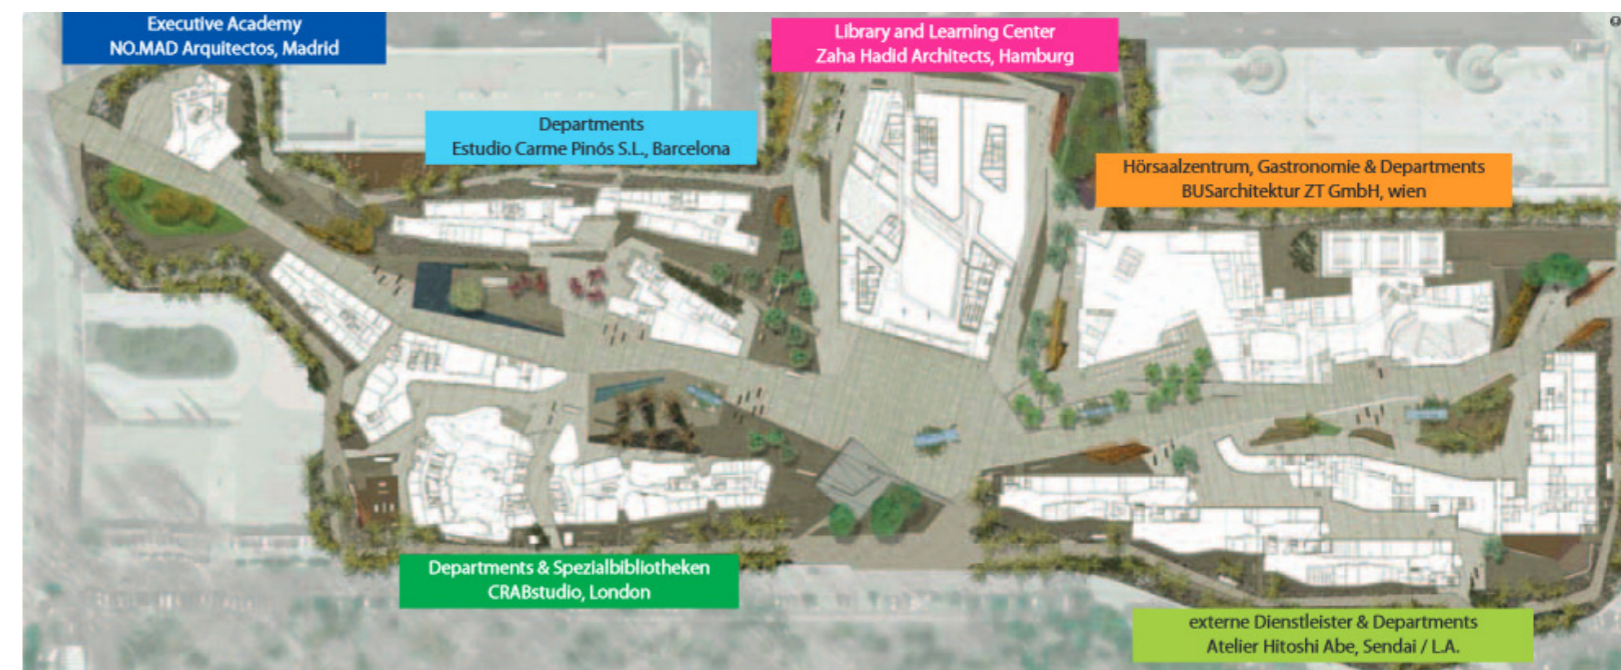 Executive Academy
NO.MAD Arquitectos, Madrid
Library and Learning Center
Zaha Hadid Architects, Hamburg
Departments
Estudio Carme Pinós S.L., Barcelona
Hörsaalzentrum, Gastronomie & Departments
BUSarchitektur ZT GmbH, wien
Departments & Spezialbibliotheken
CRABstudio, London
externe Dienstleister & Departments
Atelier Hitoshi Abe, Sendai / L.A.